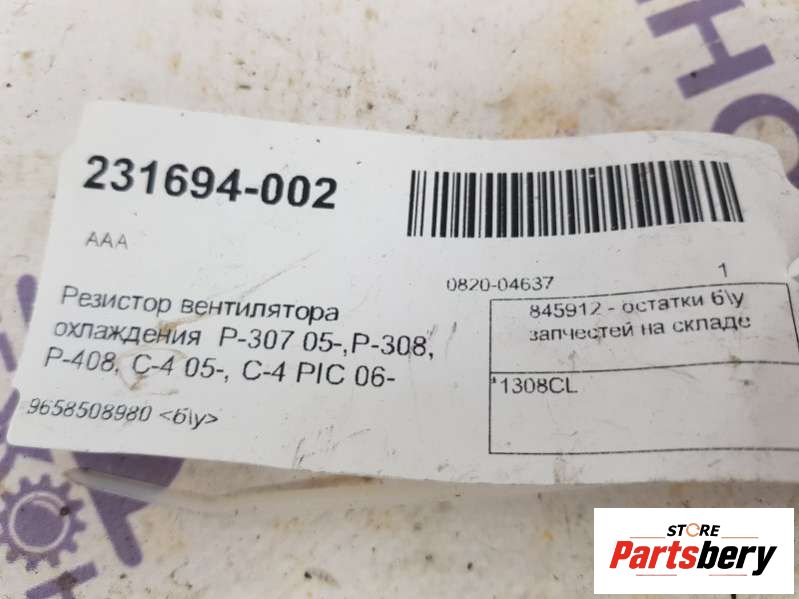 231694-002
AAA
0820-04637 1
Резистор вентилятора
охлаждения Р-307 05-,Р-308,
Р-408, С-4 05-, С-4 PIC 06-
9658508980 <б\у>
845912 - остатки б\у
запчестей на складе
*1308CL
STORE
Partsbery